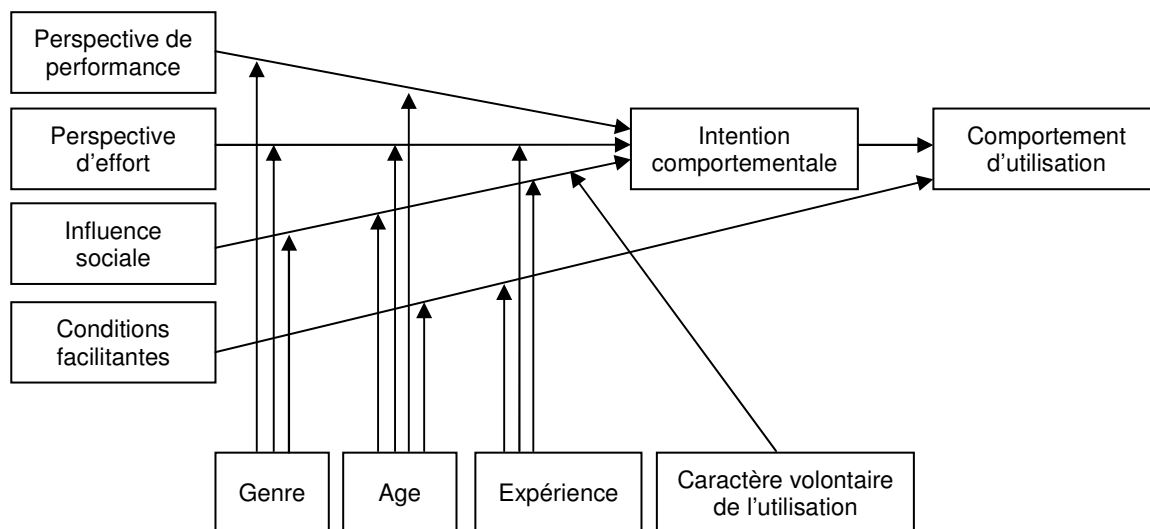 Perspective de
performance
Perspective
d'effort
Influence
sociale
Conditions
facilitantes
Intention
comportementale
Comportement
d'utilisation
Genre
Age
Expérience
Caractère volontaire
de l'utilisation